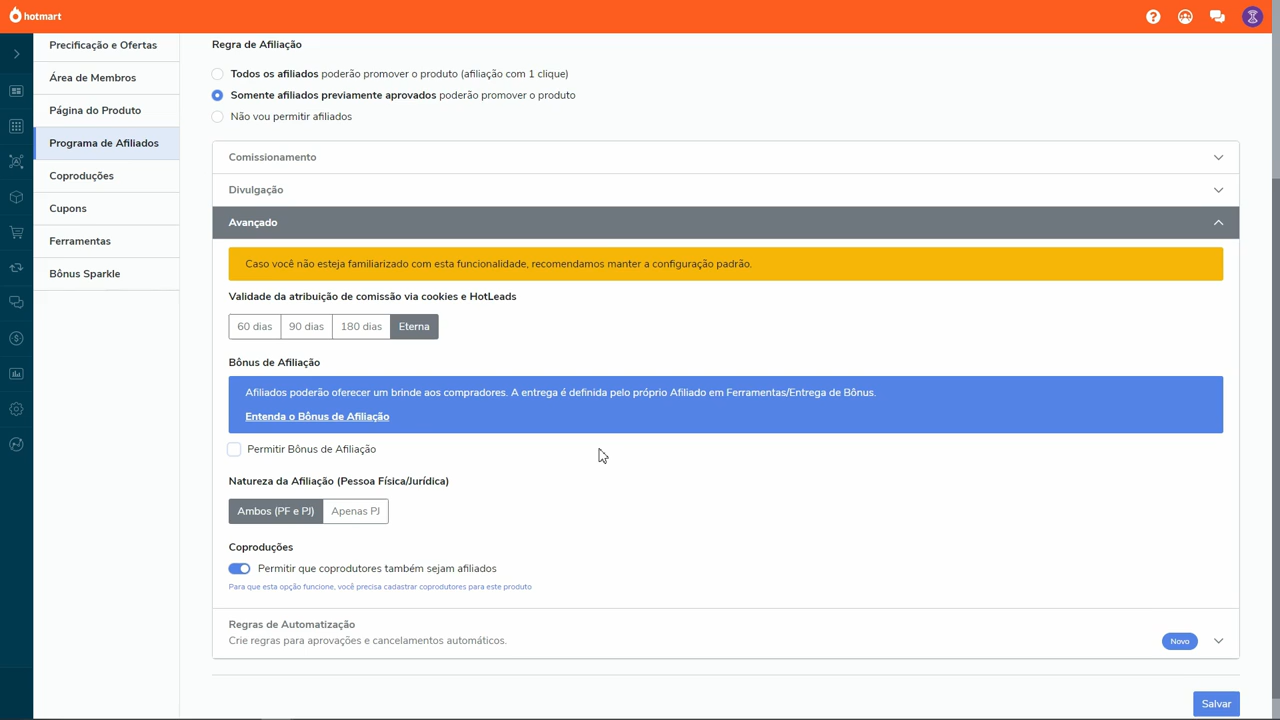 hotmart
Precificação e Ofertas
Área de Membros
Página do Produto
Programa de Afiliados
Coproduções
Cupons
Ferramentas
Bônus Sparkle
Regra de Afiliação
Todos os afiliados poderão promover o produto (afiliação com 1 clique)
Somente afiliados previamente aprovados poderão promover o produto
Não vou permitir afiliados
Comissionamento
Divulgação
Avançado
Caso você não esteja familiarizado com esta funcionalidade, recomendamos manter a configuração padrão.
Validade da atribuição de comissão via cookies e HotLeads
60 dias 90 dias 180 dias Eterna
Bônus de Afiliação
Afiliados poderão oferecer um brinde aos compradores. A entrega é definida pelo próprio Afiliado em Ferramentas/Entrega de Bônus.
Entenda o Bônus de Afiliação
Permitir Bônus de Afiliação
Natureza da Afiliação (Pessoa Física/Jurídica)
Ambos (PF e PJ) Apenas PJ
Coproduções
Permitir que coprodutores também sejam afiliados
Para que esta opção funcione, você precisa cadastrar coprodutores para este produto
Regras de Automatização
Crie regras para aprovações e cancelamentos automáticos.
Novo
Salvar